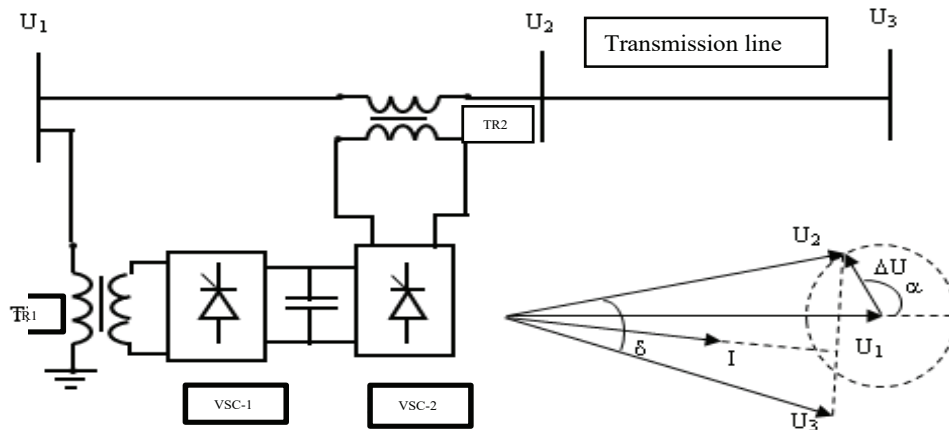 U1
U2
U3
Transmission line
TR2
TR1
VSC-1
VSC-2
U2
ΔU
α
δ
I
U1
U3